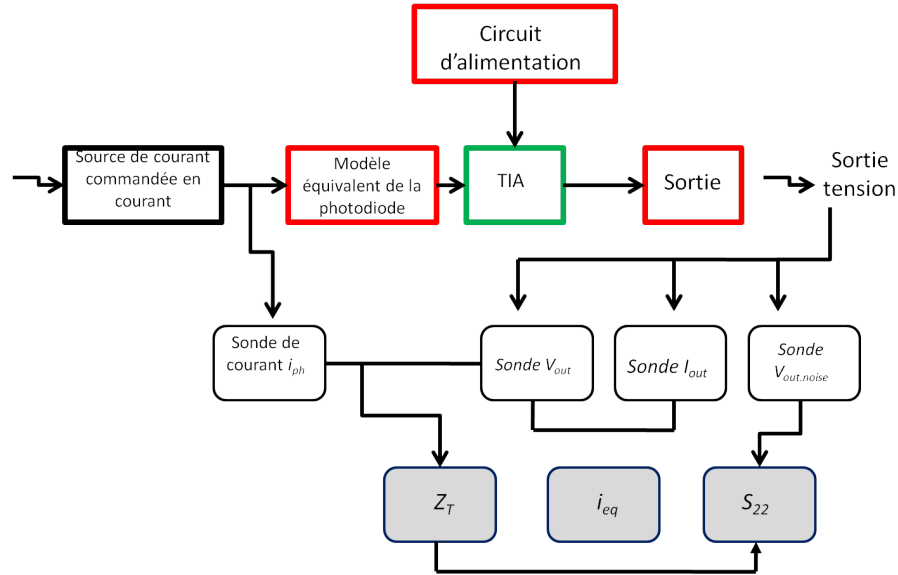 Circuit
d’alimentation
Source de courant
commandée en
courant
Modèle
équivalent de la
photodiode
TIA
Sortie
Sortie
tension
Sonde de
courant iph
Sonde Vout
Sonde Iout
Sonde
Vout.noise
ZT
ieq
S22